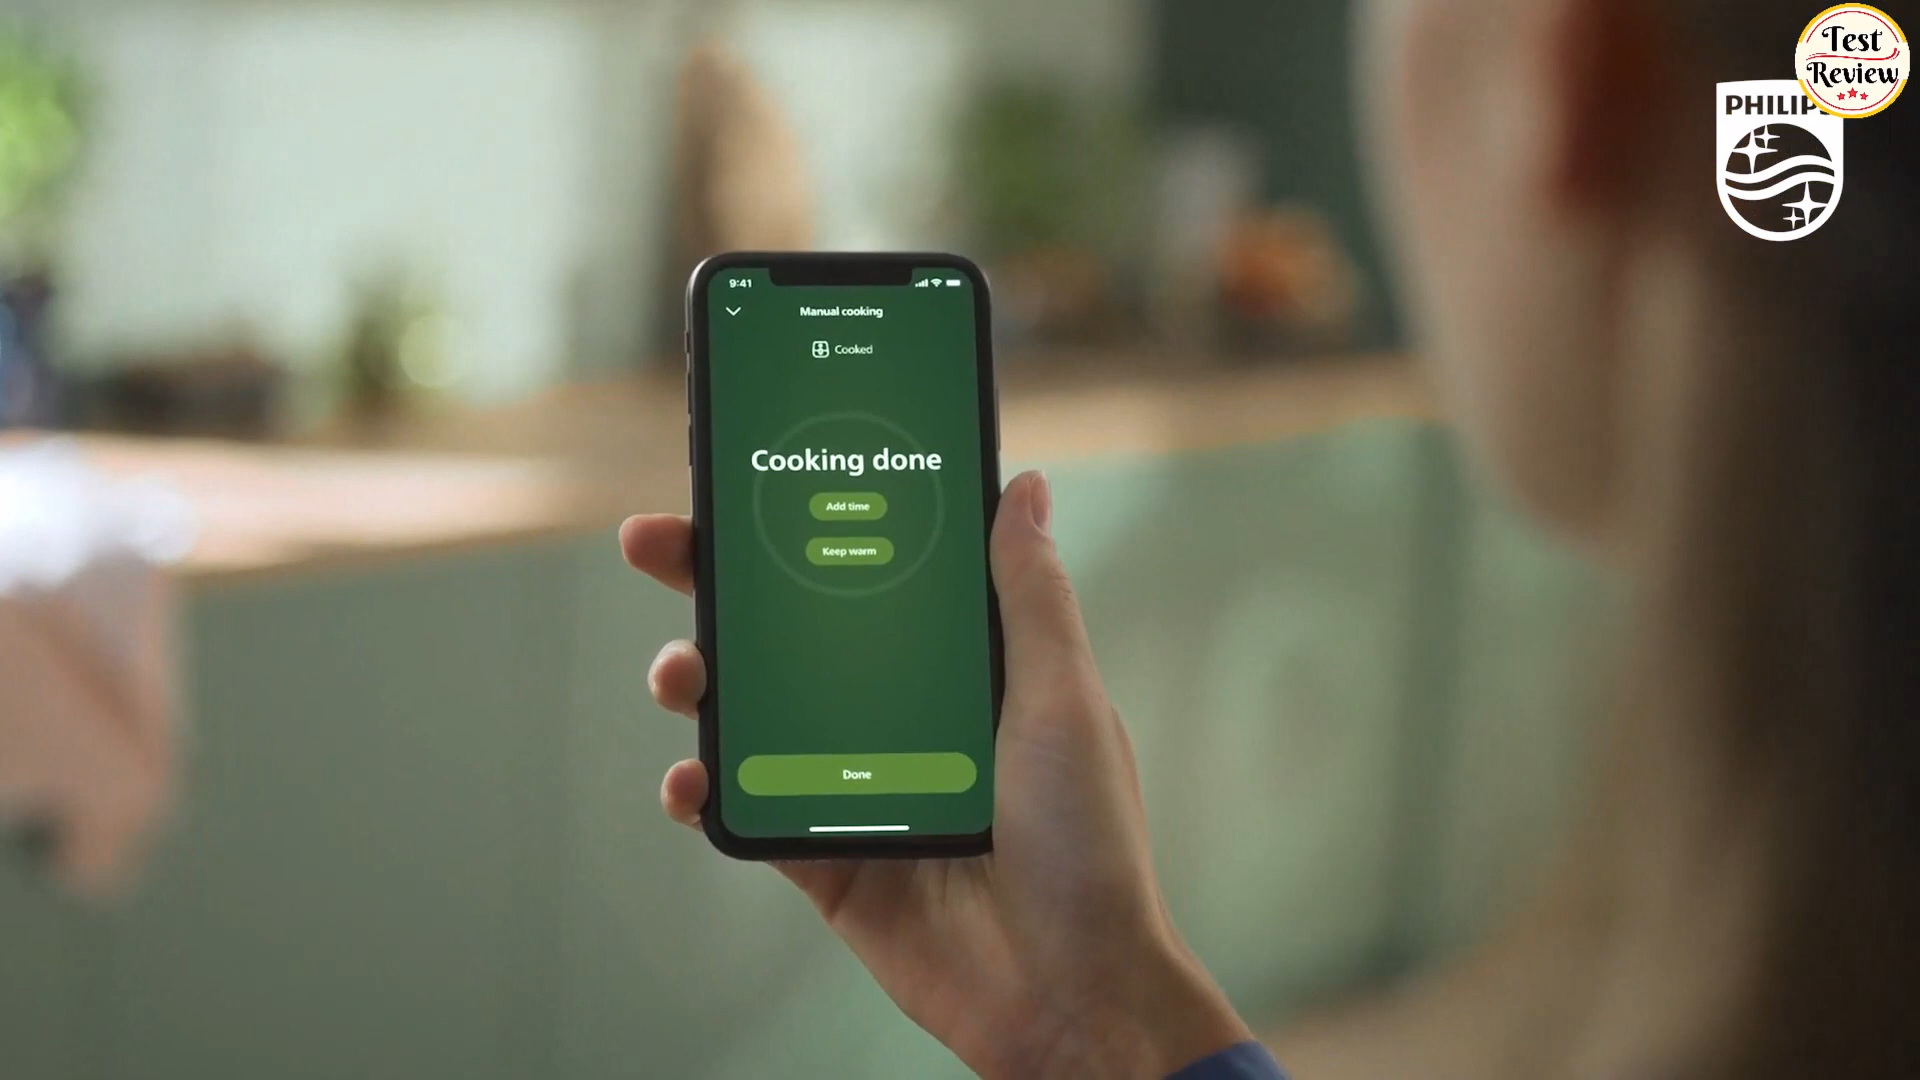 Test
Review
PHILIPS
9:41
Manual cooking
Cooked
Cooking done
Add time
Keep warm
Done